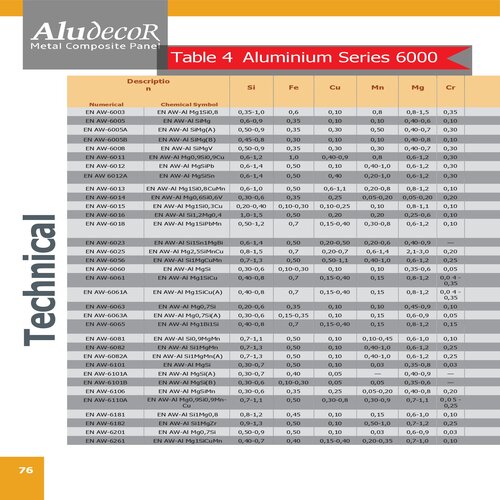 AludecoR
Metal Composite Panel
Table 4 Aluminium Series 6000
Technical
Descriptio
n Si Fe Cu Mn Mg Cr
Numerical Chemical Symbol
EN AW-6003 EN AW-Al Mg1Si0,8 0,35-1,0 0,6 0,10 0,8 0,8-1,5 0,35
EN AW-6005 EN AW-Al SiMg 0,6-0,9 0,35 0,10 0,10 0,40-0,6 0,10
EN AW-6005A EN AW-Al SiMg(A) 0,50-0,9 0,35 0,30 0,50 0,40-0,7 0,30
EN AW-6005B EN AW-Al SiMg(B) 0,45-0,8 0,30 0,10 0,10 0,40-0,8 0,10
EN AW-6008 EN AW-Al SiMgV 0,50-0,9 0,35 0,30 0,30 0,40-0,7 0,30
EN AW-6011 EN AW-Al Mg0,9Si0,9Cu 0,6-1,2 1,0 0,40-0,9 0,8 0,6-1,2 0,30
EN AW-6012 EN AW-Al MgSiPb 0,6-1,4 0,50 0,10 0,40-1,0 0,6-1,2 0,30
EN AW 6012A EN AW-Al MgSiSn 0,6-1,4 0,50 0,40 0,20-1,0 0,6-1,2 0,30
EN AW-6013 EN AW-Al Mg1Si0,8CuMn 0,6-1,0 0,50 0,6-1,1 0,20-0,8 0,8-1,2 0,10
EN AW-6014 EN AW-Al Mg0,6Si0,6V 0,30-0,6 0,35 0,25 0,05-0,20 0,05-0,20 0,20
EN AW-6015 EN AW-Al Mg1Si0,3Cu 0,20-0,40 0,10-0,30 0,10-0,25 0,10 0,8-1,1 0,10
EN AW-6016 EN AW-Al Si1,2Mg0,4 1,0-1,5 0,50 0,20 0,20 0,25-0,6 0,10
EN AW-6018 EN AW-Al Mg1SiPbMn 0,50-1,2 0,7 0,15-0,40 0,30-0,8 0,6-1,2 0,10
EN AW-6023 EN AW-Al Si1Sn1MgBi 0,6-1,4 0,50 0,20-0,50 0,20-0,6 0,40-0,9 —
EN AW-6025 EN AW-Al Mg2,5SiMnCu 0,8-1,5 0,7 0,20-0,7 0,6-1,4 2,1-3,0 0,20
EN AW-6056 EN AW-Al Si1MgCuMn 0,7-1,3 0,50 0,50-1,1 0,40-1,0 0,6-1,2 0,25
EN AW-6060 EN AW-Al MgSi 0,30-0,6 0,10-0,30 0,10 0,10 0,35-0,6 0,05
EN AW-6061 EN AW-Al Mg1SiCu 0,40-0,8 0,7 0,15-0,40 0,15 0,8-1,2 0,0 4 -
0,35
EN AW-6061A EN AW-Al Mg1SiCu(A) 0,40-0,8 0,7 0,15-0,40 0,15 0,8-1,2 0,0 4 -
0,35
EN AW-6063 EN AW-Al Mg0,7Si 0,20-0,6 0,35 0,10 0,10 0,45-0,9 0,10
EN AW-6063A EN AW-Al Mg0,7Si(A) 0,30-0,6 0,15-0,35 0,10 0,15 0,6-0,9 0,05
EN AW-6065 EN AW-Al Mg1Bi1Si 0,40-0,8 0,7 0,15-0,40 0,15 0,8-1,2 0,15
EN AW-6081 EN AW-Al Si0,9MgMn 0,7-1,1 0,50 0,10 0,10-0,45 0,6-1,0 0,10
EN AW-6082 EN AW-Al Si1MgMn 0,7-1,3 0,50 0,10 0,40-1,0 0,6-1,2 0,25
EN AW-6082A EN AW-Al Si1MgMn(A) 0,7-1,3 0,50 0,10 0,40-1,0 0,6-1,2 0,25
EN AW-6101 EN AW-Al MgSi 0,30-0,7 0,50 0,10 0,03 0,35-0,8 0,03
EN AW-6101A EN AW-Al MgSi(A) 0,30-0,7 0,40 0,05 — 0,40-0,9 —
EN AW-6101B EN AW-Al MgSi(B) 0,30-0,6 0,10-0,30 0,05 0,05 0,35-0,6 —
EN AW-6106 EN AW-Al MgSiMn 0,30-0,6 0,35 0,25 0,05-0,20 0,40-0,8 0,20
EN AW-6110A EN AW-Al Mg0,9Si0,9Mn-
Cu 0,7-1,1 0,50 0,30-0,8 0,30-0,9 0,7-1,1 0,0 5 -
0,25
EN AW-6181 EN AW-Al Si1Mg0,8 0,8-1,2 0,45 0,10 0,15 0,6-1,0 0,10
EN AW-6182 EN AW-Al Si1MgZr 0,9-1,3 0,50 0,10 0,50-1,0 0,7-1,2 0,25
EN AW-6201 EN AW-Al Mg0,7Si 0,50-0,9 0,50 0,10 0,03 0,6-0,9 0,03
EN AW-6261 EN AW-Al Mg1SiCuMn 0,40-0,7 0,40 0,15-0,40 0,20-0,35 0,7-1,0 0,10
76